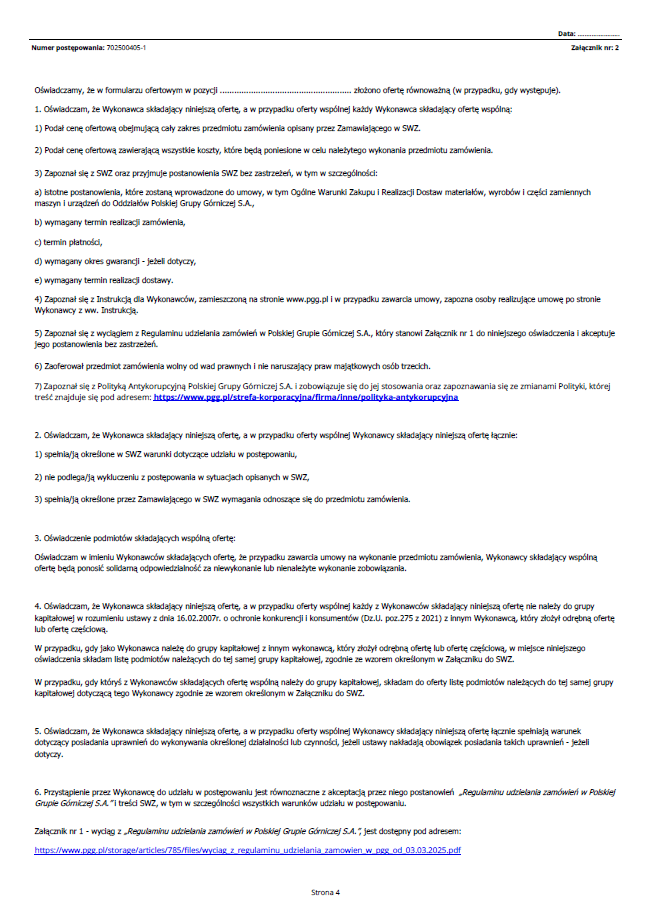 Data: .....................
Numer postępowania: 702500405-1
Załącznik nr: 2
Oświadczamy, że w formularzu ofertowym w pozycji ....................................................... złożono ofertę równoważną (w przypadku, gdy występuje).
1. Oświadczam, że Wykonawca składający niniejszą ofertę, a w przypadku oferty wspólnej każdy Wykonawca składający ofertę wspólną:
1) Podał cenę ofertową obejmującą cały zakres przedmiotu zamówienia opisany przez Zamawiającego w SWZ.
2) Podał cenę ofertową zawierającą wszystkie koszty, które będą poniesione w celu należytego wykonania przedmiotu zamówienia.
3) Zapoznał się z SWZ oraz przyjmuje postanowienia SWZ bez zastrzeżeń, w tym w szczególności:
a) istotne postanowienia, które zostaną wprowadzone do umowy, w tym Ogólne Warunki Zakupu i Realizacji Dostaw materiałów, wyrobów i części zamiennych
maszyn i urządzeń do Oddziałów Polskiej Grupy Górniczej S.A.,
b) wymagany termin realizacji zamówienia,
c) termin płatności,
d) wymagany okres gwarancji - jeżeli dotyczy,
e) wymagany termin realizacji dostawy.
4) Zapoznał się z Instrukcją dla Wykonawców, zamieszczoną na stronie www.pgg.pl i w przypadku zawarcia umowy, zapozna osoby realizujące umowę po stronie
Wykonawcy z ww. Instrukcją.
5) Zapoznał się z wyciągiem z Regulaminu udzielania zamówień w Polskiej Grupie Górniczej S.A., który stanowi Załącznik nr 1 do niniejszego oświadczenia i akceptuje
jego postanowienia bez zastrzeżeń.
6) Zaoferował przedmiot zamówienia wolny od wad prawnych i nie naruszający praw majątkowych osób trzecich.
7) Zapoznał się z Polityką Antykorupcyjną Polskiej Grupy Górniczej S.A. i zobowiązuje się do jej stosowania oraz zapoznawania się ze zmianami Polityki, której
treść znajduje się pod adresem: https://www.pgg.pl/strefa-korporacyjna/firma/inne/polityka-antykorupcyjna
2. Oświadczam, że Wykonawca składający niniejszą ofertę, a w przypadku oferty wspólnej Wykonawcy składający niniejszą ofertę łącznie:
1) spełnia/ją określone w SWZ warunki dotyczące udziału w postępowaniu,
2) nie podlega/ją wykluczeniu z postępowania w sytuacjach opisanych w SWZ,
3) spełnia/ją określone przez Zamawiającego w SWZ wymagania odnoszące się do przedmiotu zamówienia.
3. Oświadczenie podmiotów składających wspólną ofertę:
Oświadczam w imieniu Wykonawców składających ofertę, że przypadku zawarcia umowy na wykonanie przedmiotu zamówienia, Wykonawcy składający wspólną
ofertę będą ponosić solidarną odpowiedzialność za niewykonanie lub nienależyte wykonanie zobowiązania.
4. Oświadczam, że Wykonawca składający niniejszą ofertę, a w przypadku oferty wspólnej każdy z Wykonawców składający niniejszą ofertę nie należy do grupy
kapitałowej w rozumieniu ustawy z dnia 16.02.2007r. o ochronie konkurencji i konsumentów (Dz.U. poz.275 z 2021) z innym Wykonawcą, który złożył odrębną ofertę
lub ofertę częściową.
W przypadku, gdy jako Wykonawca należę do grupy kapitałowej z innym wykonawcą, który złożył odrębną ofertę lub ofertę częściową, w miejsce niniejszego
oświadczenia składam listę podmiotów należących do tej samej grupy kapitałowej, zgodnie ze wzorem określonym w Załączniku do SWZ.
W przypadku, gdy któryś z Wykonawców składających ofertę wspólną należy do grupy kapitałowej, składam do oferty listę podmiotów należących do tej samej grupy
kapitałowej dotyczącą tego Wykonawcy zgodnie ze wzorem określonym w Załączniku do SWZ.
5. Oświadczam, że Wykonawca składający niniejszą ofertę, a w przypadku oferty wspólnej Wykonawcy składający niniejszą ofertę łącznie spełniają warunek
dotyczący posiadania uprawnień do wykonywania określonej działalności lub czynności, jeżeli ustawy nakładają obowiązek posiadania takich uprawnień - jeżeli
dotyczy.
6. Przystąpienie przez Wykonawcę do udziału w postępowaniu jest równoznaczne z akceptacją przez niego postanowień „Regulaminu udzielania zamówień w Polskiej
Grupie Górniczej S.A." i treści SWZ, w tym w szczególności wszystkich warunków udziału w postępowaniu.
Załącznik nr 1 - wyciąg z „Regulaminu udzielania zamówień w Polskiej Grupie Górniczej S.A.", jest dostępny pod adresem:
https://www.pgg.pl/storage/articles/785/files/wyciag_z_regulaminu_udzielania_zamowien_w_pgg_od_03.03.2025.pdf
Strona 4